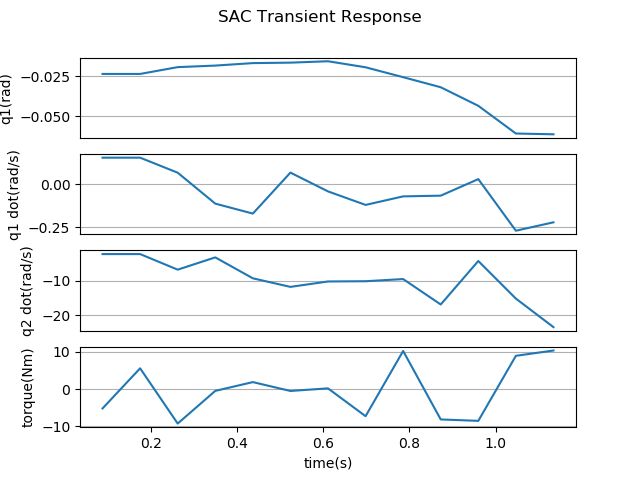 SAC Transient Response
q1(rad)
−0.025
−0.050
q1 dot(rad/s)
0.00
−0.25
q2 dot(rad/s)
−10
−20
torque(Nm)
10
0
−10
0.2 0.4 0.6 0.8 1.0
time(s)